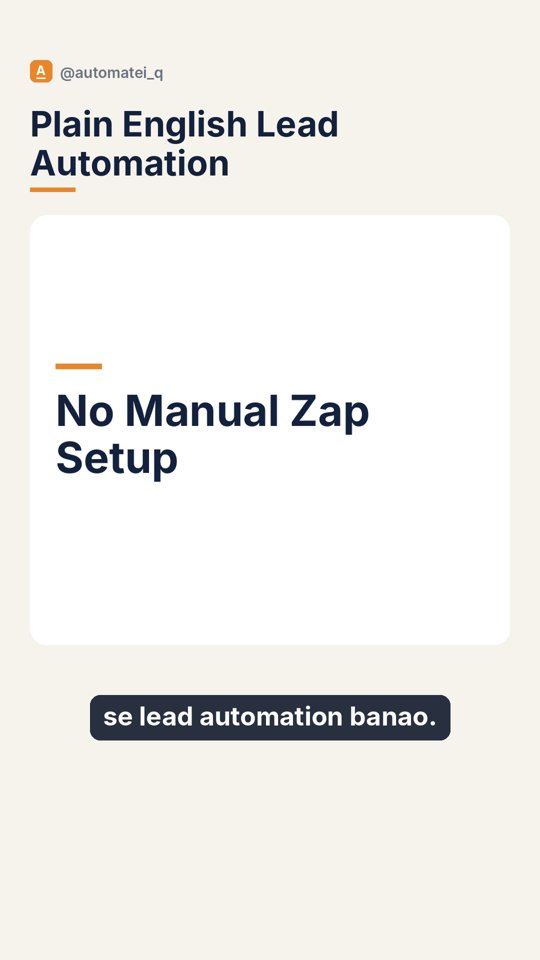 A
@automatei_q
Plain English Lead
Automation
No Manual Zap
Setup
se lead automation banao.